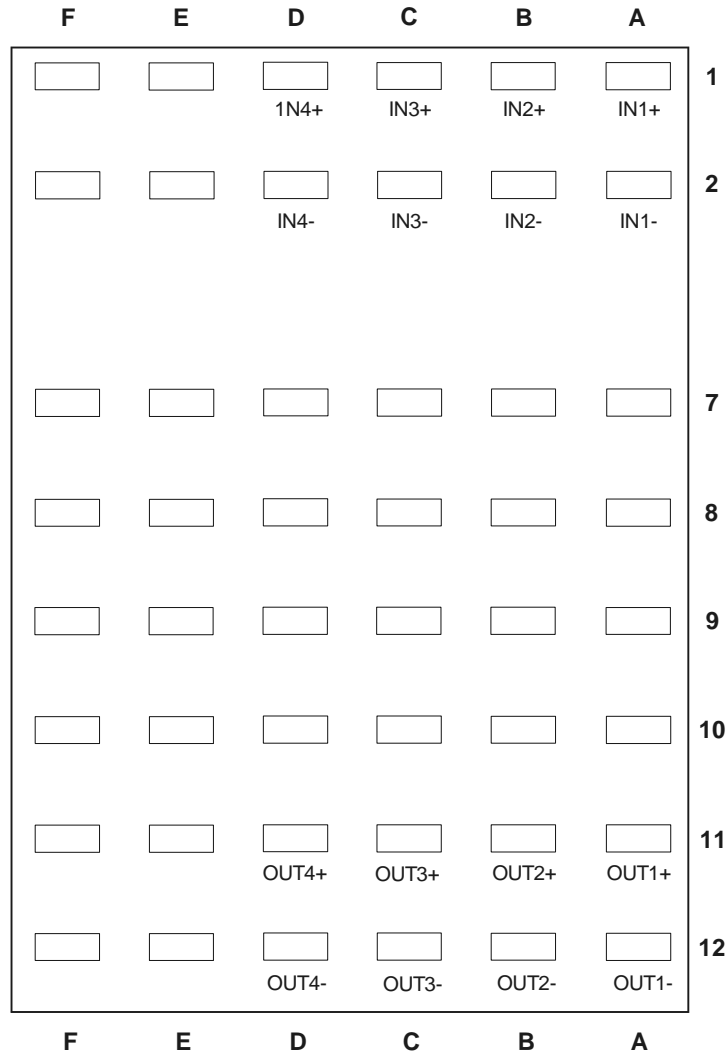 F E D C B A
1
1N4+ IN3+ IN2+ IN1+
2
IN4- IN3- IN2- IN1-
7
8
9
10
11
OUT4+ OUT3+ OUT2+ OUT1+
12
OUT4- OUT3- OUT2- OUT1-
F E D C B A